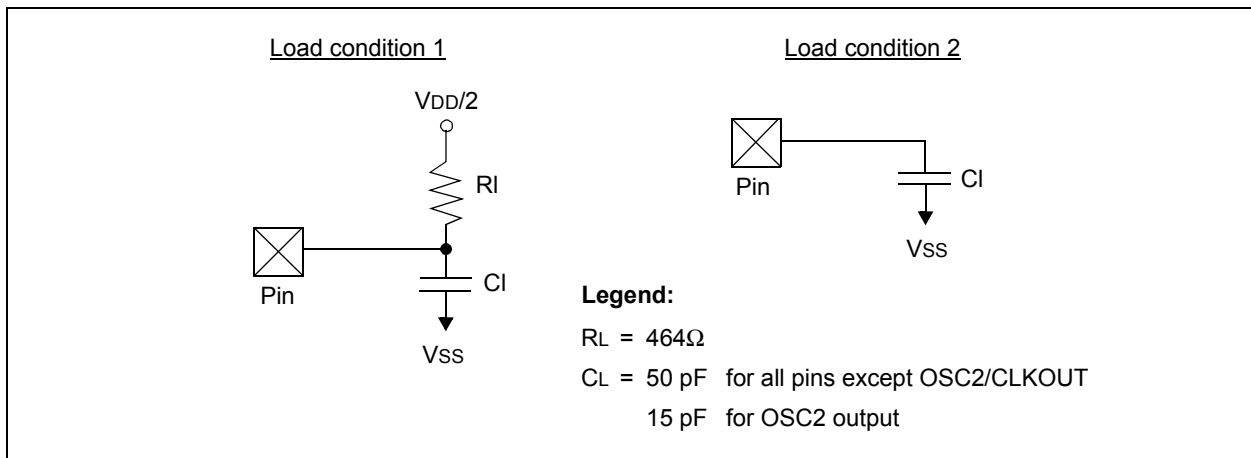 Load condition 1
VDD/2
Rl
Pin
Cl
VSS
Load condition 2
Pin
Cl
VSS
Legend:
RL = 464Ω
CL = 50 pF for all pins except OSC2/CLKOUT
15 pF for OSC2 output